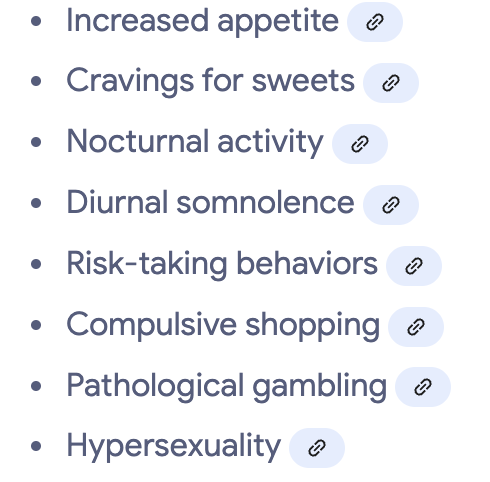 • Increased appetite
• Cravings for sweets
• Nocturnal activity
• Diurnal somnolence
• Risk-taking behaviors
• Compulsive shopping
• Pathological gambling
• Hypersexuality